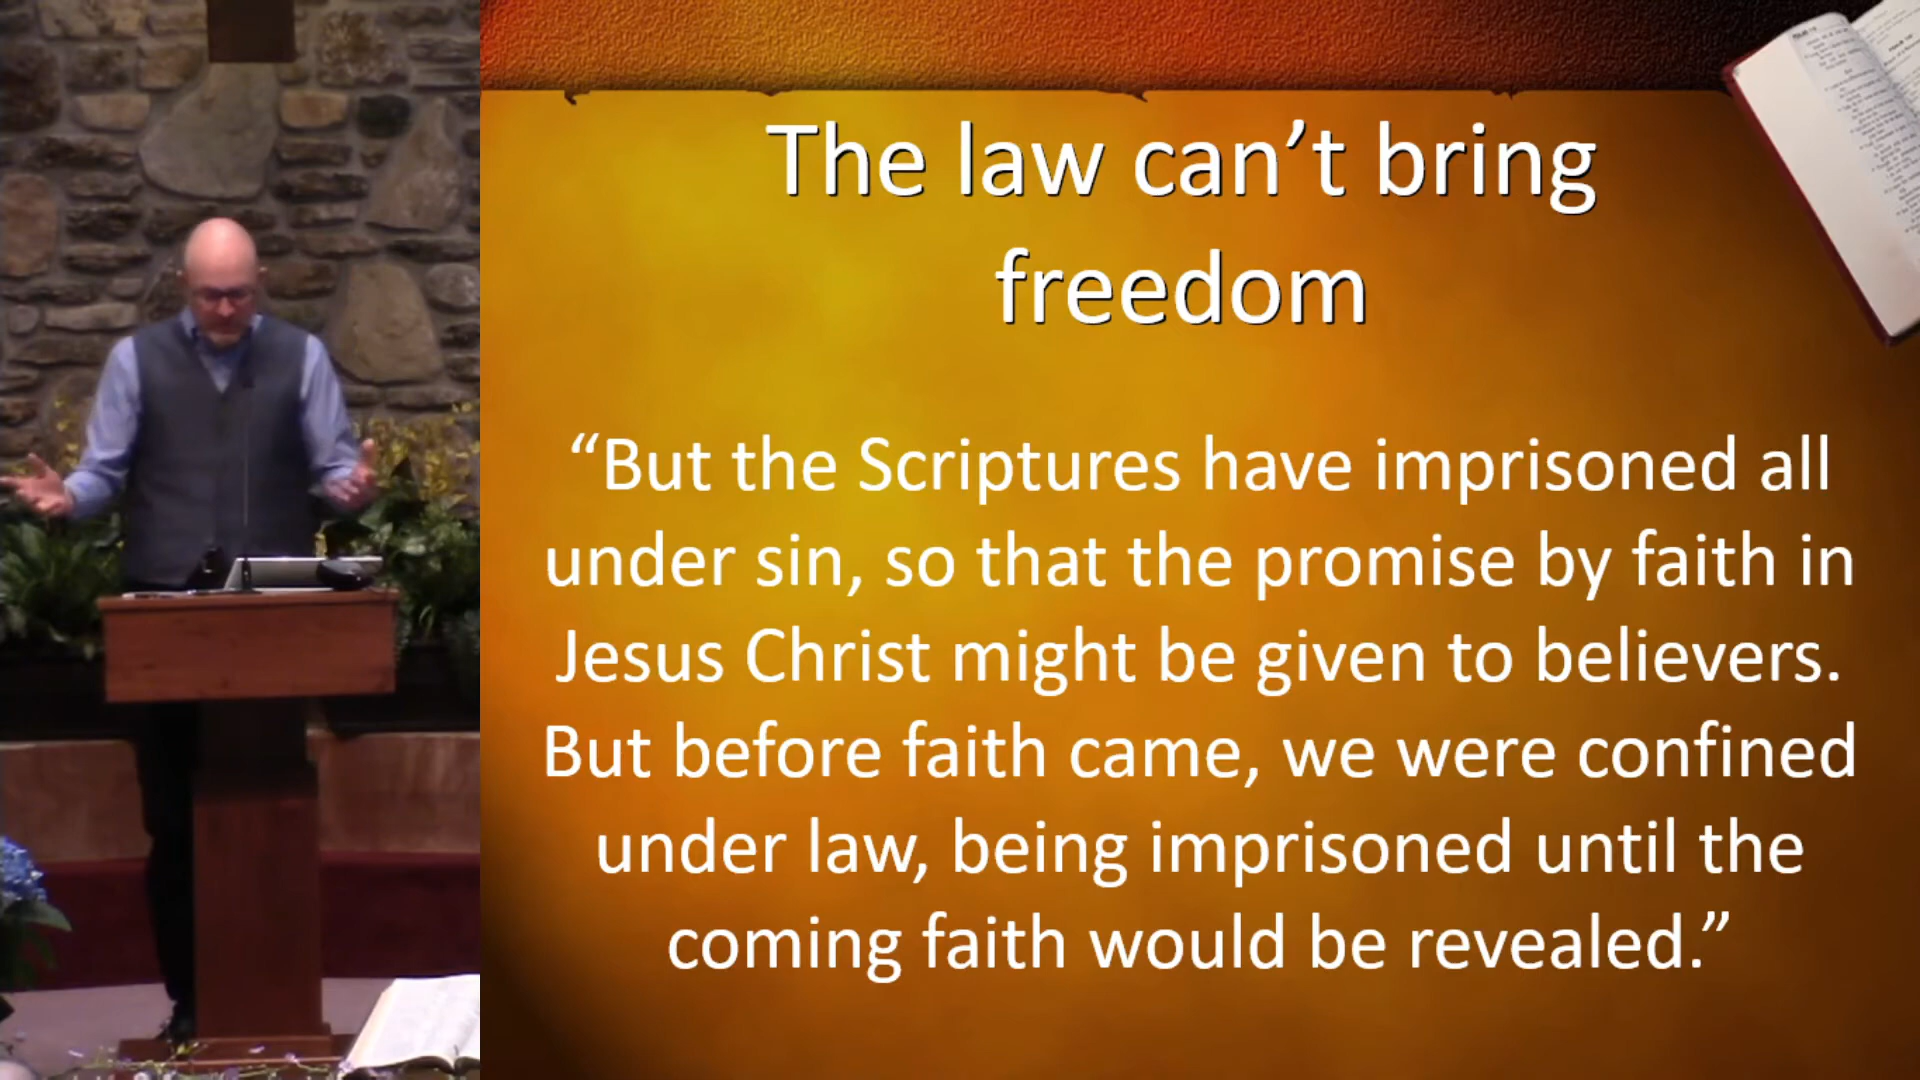 The law can’t bring
freedom
“But the Scriptures have imprisoned all
under sin, so that the promise by faith in
Jesus Christ might be given to believers.
But before faith came, we were confined
under law, being imprisoned until the
coming faith would be revealed.”